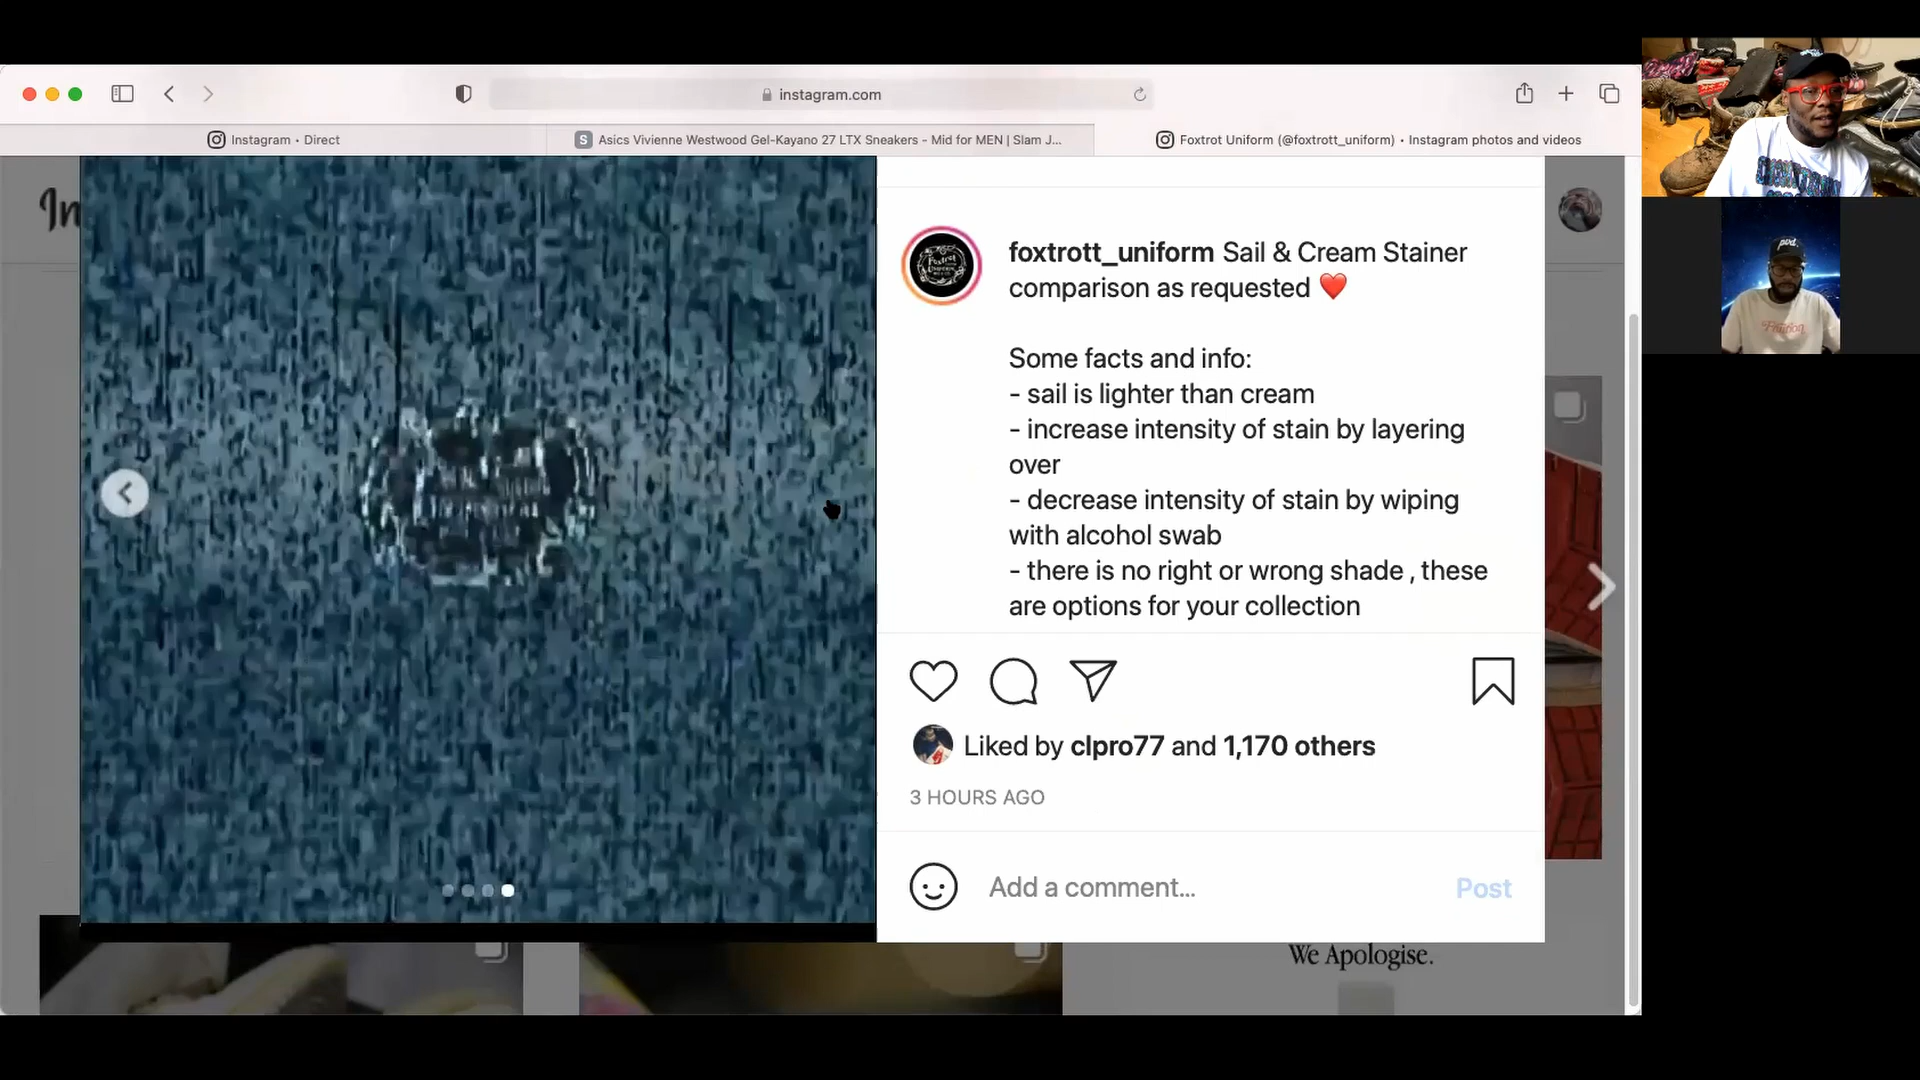 instagram.com
Instagram • Direct
S Asics Vivienne Westwood Gel-Kayano 27 LTX Sneakers - Mid for MEN | Slam J...
Foxtrot Uniform (@foxtrott_uniform) • Instagram photos and videos
In
foxtrott_uniform Sail & Cream Stainer
comparison as requested ❤️
Some facts and info:
- sail is lighter than cream
- increase intensity of stain by layering
over
- decrease intensity of stain by wiping
with alcohol swab
- there is no right or wrong shade , these
are options for your collection
Liked by clpro77 and 1,170 others
3 HOURS AGO
Add a comment...
Post
We Apologise.
pvd.